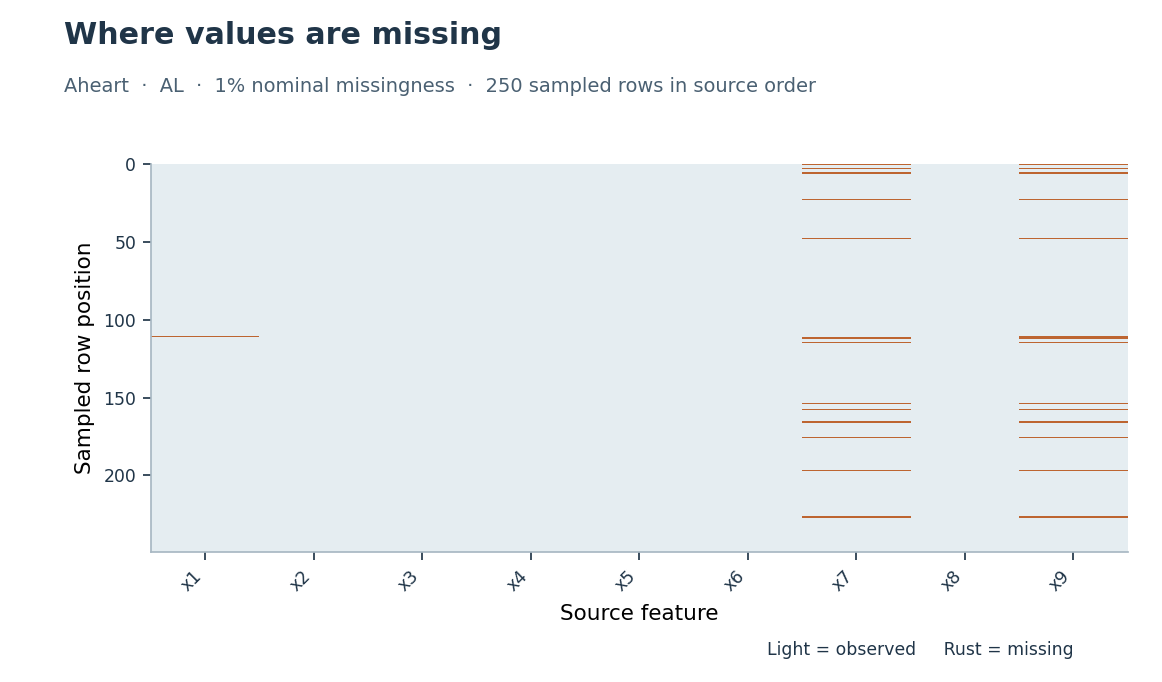 Where values are missing
Aheart · AL · 1% nominal missingness · 250 sampled rows in source order
0
50
100
150
200
Sampled row position
x1 x2 x3 x4 x5 x6 x7 x8 x9
Source feature
Light = observed Rust = missing